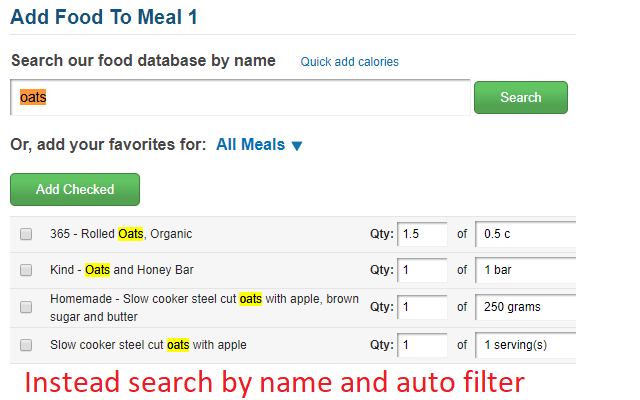 Add Food To Meal 1
Search our food database by name Quick add calories
oats Search
Or, add your favorites for: All Meals ▼
Add Checked
365 - Rolled Oats, Organic Qty: 1.5 of 0.5 c
Kind - Oats and Honey Bar Qty: 1 of 1 bar
Homemade - Slow cooker steel cut oats with apple, brown
sugar and butter Qty: 1 of 250 grams
Slow cooker steel cut oats with apple Qty: 1 of 1 serving(s)
Instead search by name and auto filter